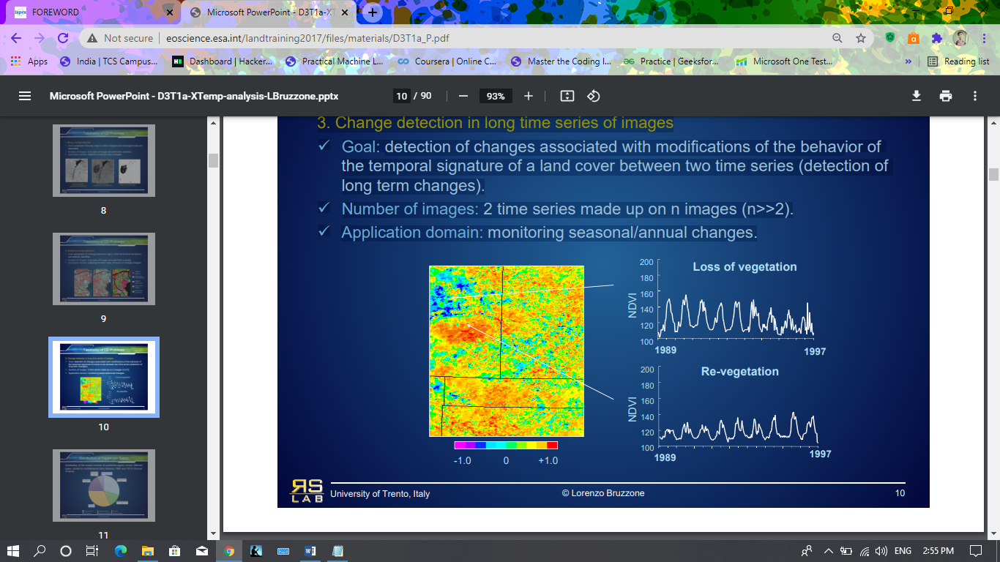 FOREWORD
Microsoft PowerPoint - D3T1a-XT
Not secure
eoscience.esa.int/landtraining2017/files/materials/D3T1a_P.pdf
Apps
India | TCS Campus...
Dashboard | Hacker...
Practical Machine L...
Coursera | Online C...
Master the Coding I...
Practice | Geeksfor...
Microsoft One Test...
»
Reading list
Microsoft PowerPoint - D3T1a-XTemp-analysis-LBruzzone.pptx
10 / 90
93%
8
9
10
11
3. Change detection in long time series of images
Goal: detection of changes associated with modifications of the behavior of
the temporal signature of a land cover between two time series (detection of
long term changes).
Number of images: 2 time series made up on n images (n>>2).
Application domain: monitoring seasonal/annual changes.
-1.0 0 +1.0
Loss of vegetation
NDVI
200
180
160
140
120
100
1989 1997
Re-vegetation
NDVI
200
180
160
140
120
100
1989 1997
RS
LAB
University of Trento, Italy
© Lorenzo Bruzzone
10
ENG
2:55 PM